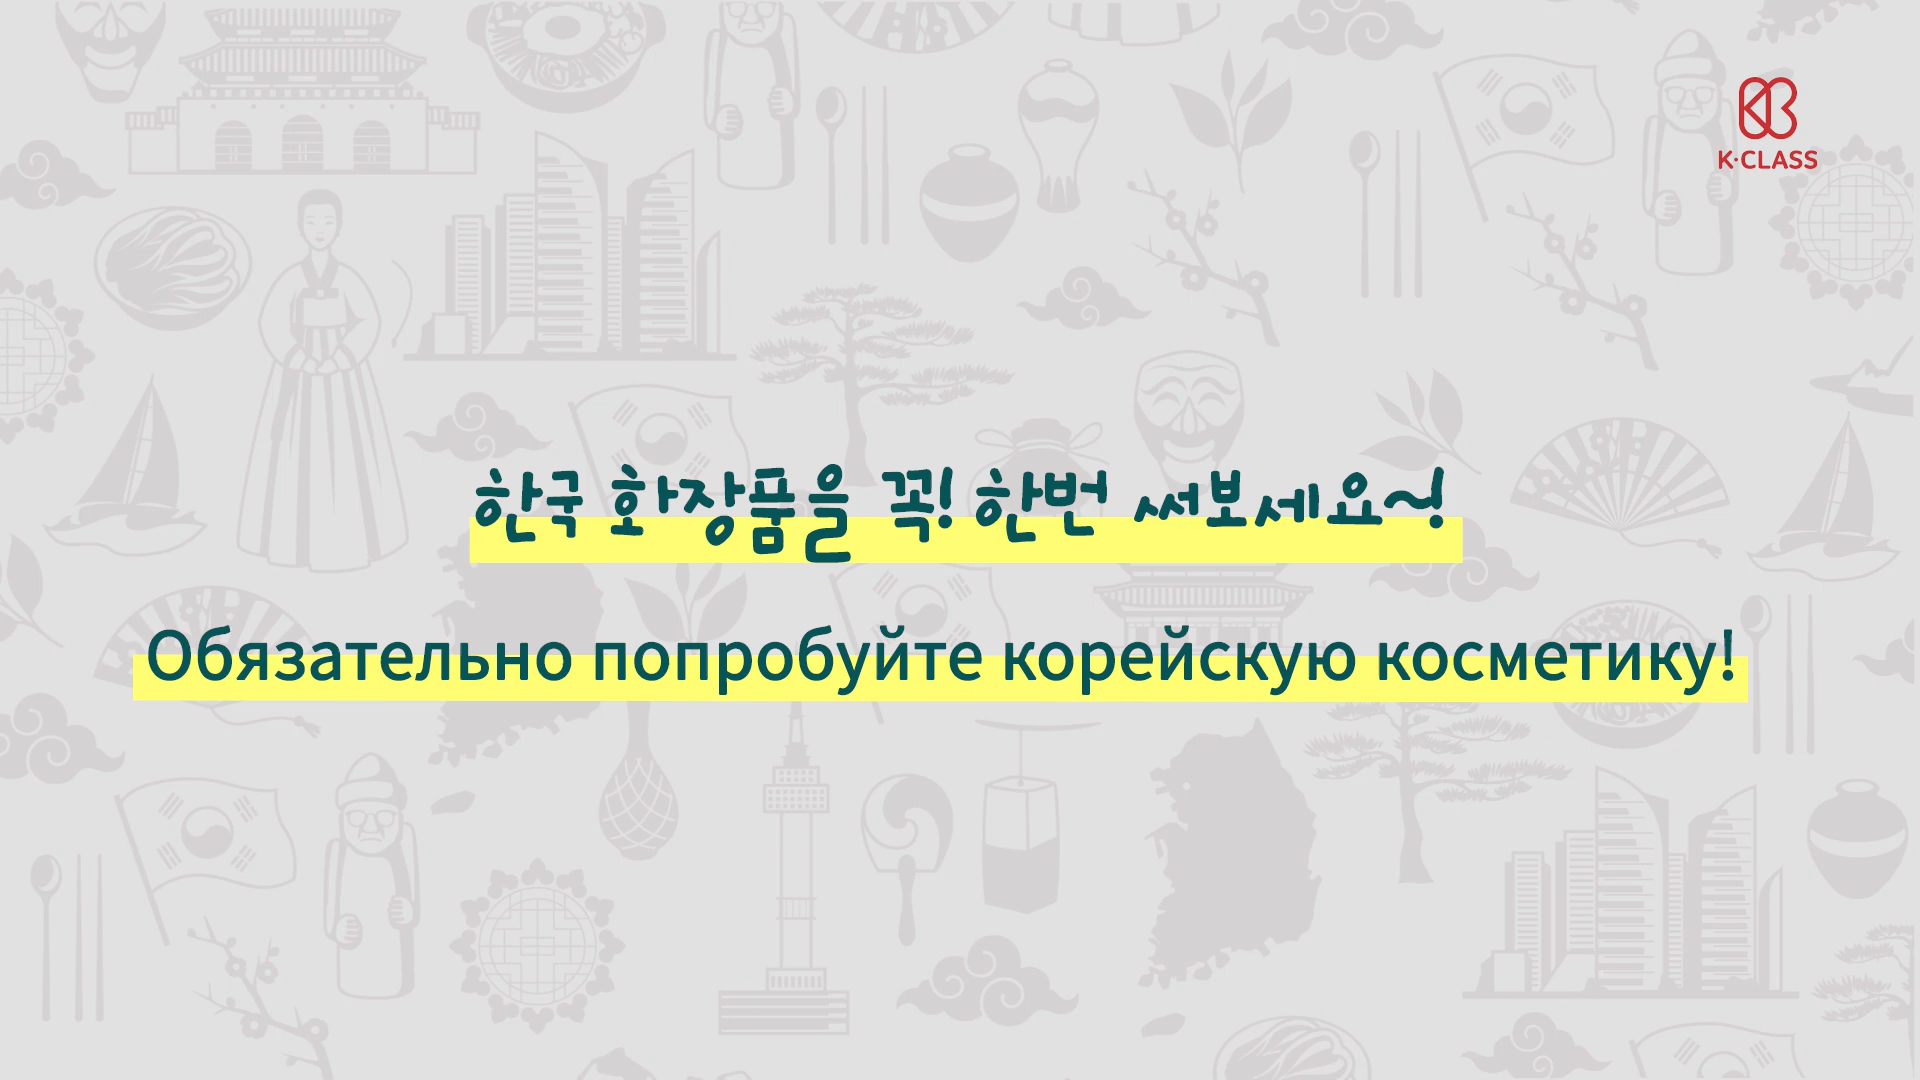 K·CLASS
한국 화장품을 꼭! 한번 써보세요~!
Обязательно попробуйте корейскую косметику!